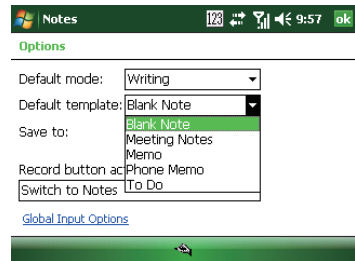 Notes 123 9:57 ok
Options
Default mode: Writing
Default template: Blank Note
Blank Note
Save to:
Meeting Notes
Memo
Record button ac Phone Memo
To Do
Switch to Notes
Global Input Options